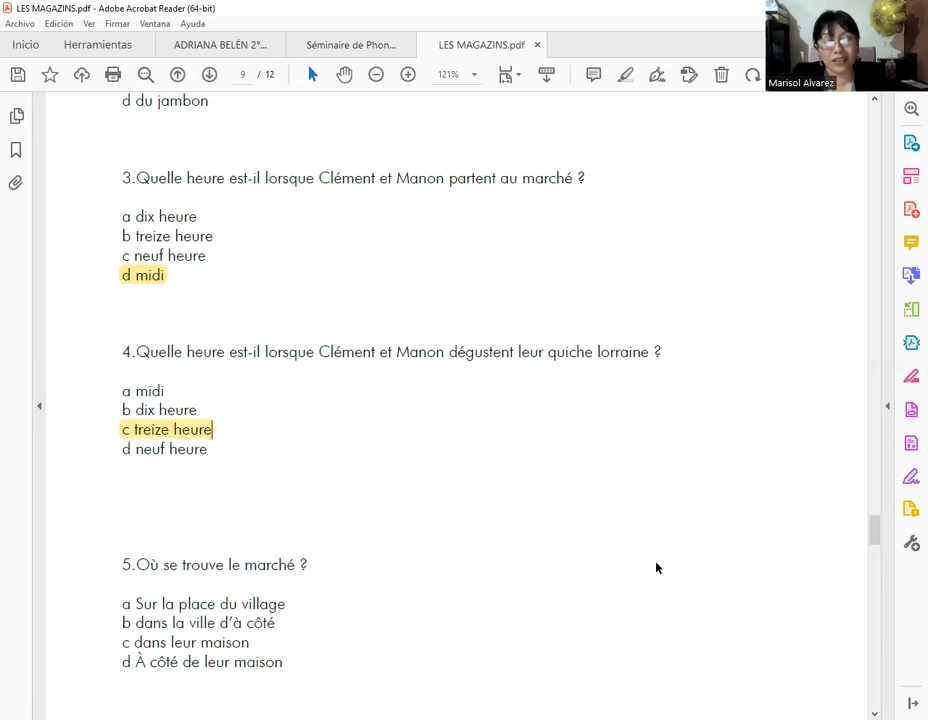 LES MAGAZINS.pdf - Adobe Acrobat Reader (64-bit)
Archivo Edición Ver Firmar Ventana Ayuda
Inicio Herramientas ADRIANA BELÉN 2°... Séminaire de Phon... LES MAGAZINS.pdf ×
9 / 12 121%
Marisol Alvarez
d du jambon
3.Quelle heure est-il lorsque Clément et Manon partent au marché ?
a dix heure
b treize heure
c neuf heure
d midi
4.Quelle heure est-il lorsque Clément et Manon dégustent leur quiche lorraine ?
a midi
b dix heure
c treize heure
d neuf heure
5.Où se trouve le marché ?
a Sur la place du village
b dans la ville d'à côté
c dans leur maison
d À côté de leur maison